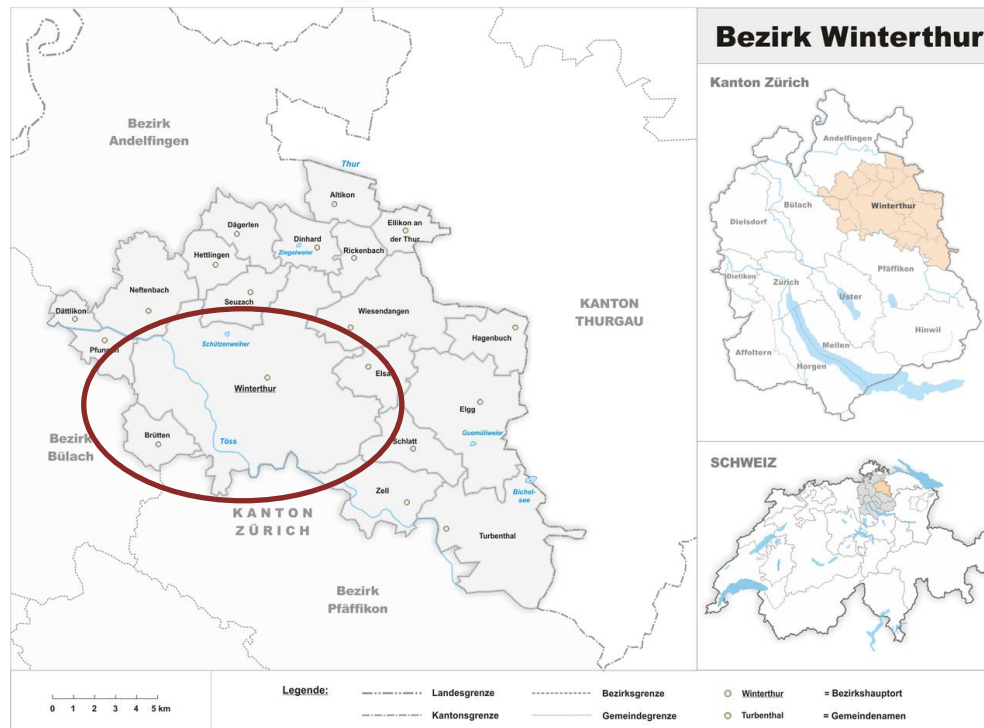 Bezirk Winterthur
Bezirk
Andelfingen
Thur
Altikon
Dägerlen
Ellikon an
der Thur
Dinhard
Ziegelweier
Rickenbach
Hettlingen
Neftenbach
Seuzach
Wiesendangen
Dättlikon
Pfungen
Schützenweiher
Hagenbuch
KANTON
THURGAU
Winterthur
Elsau
Elgg
Brütten
Töss
Bezirk
Bülach
Schlatt
Guemüliweier
Zell
Bichel-
see
KANTON
ZÜRICH
Turbenthal
Bezirk
Pfäffikon
Kanton Zürich
Andelfingen
Winterthur
Bülach
Dielsdorf
Pfäffikon
Dietikon
Zürich
Uster
Hinwil
Meilen
Affoltern
Horgen
SCHWEIZ
0 1 2 3 4 5 km
Legende:
Landesgrenze
Bezirksgrenze
Winterthur
= Bezirkshauptort
Kantonsgrenze
Gemeindegrenze
Turbenthal
= Gemeindenamen